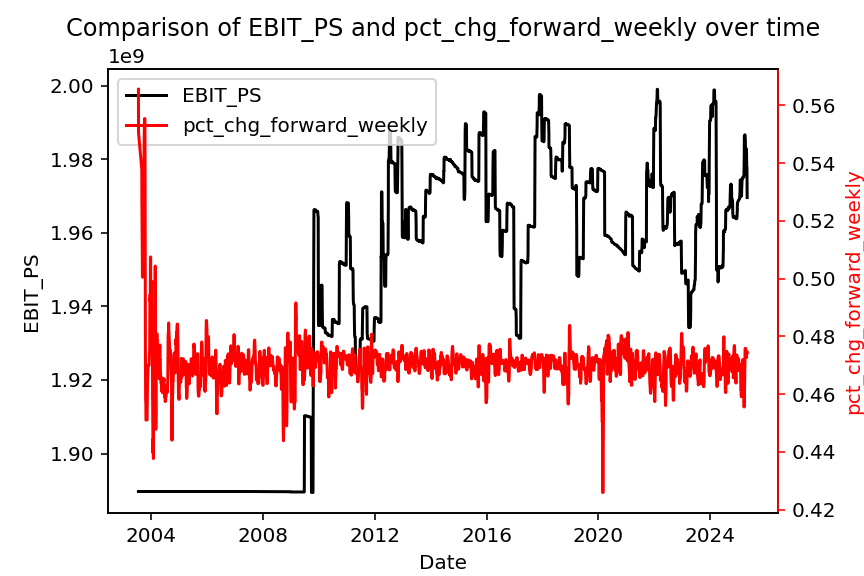 Comparison of EBIT_PS and pct_chg_forward_weekly over time
1e9
EBIT_PS
pct_chg_forward_weekly
2.00
1.98
1.96
1.94
1.92
1.90
EBIT_PS
0.56
0.54
0.52
0.50
0.48
0.46
0.44
0.42
pct_chg_forward_weekly
2004 2008 2012 2016 2020 2024
Date